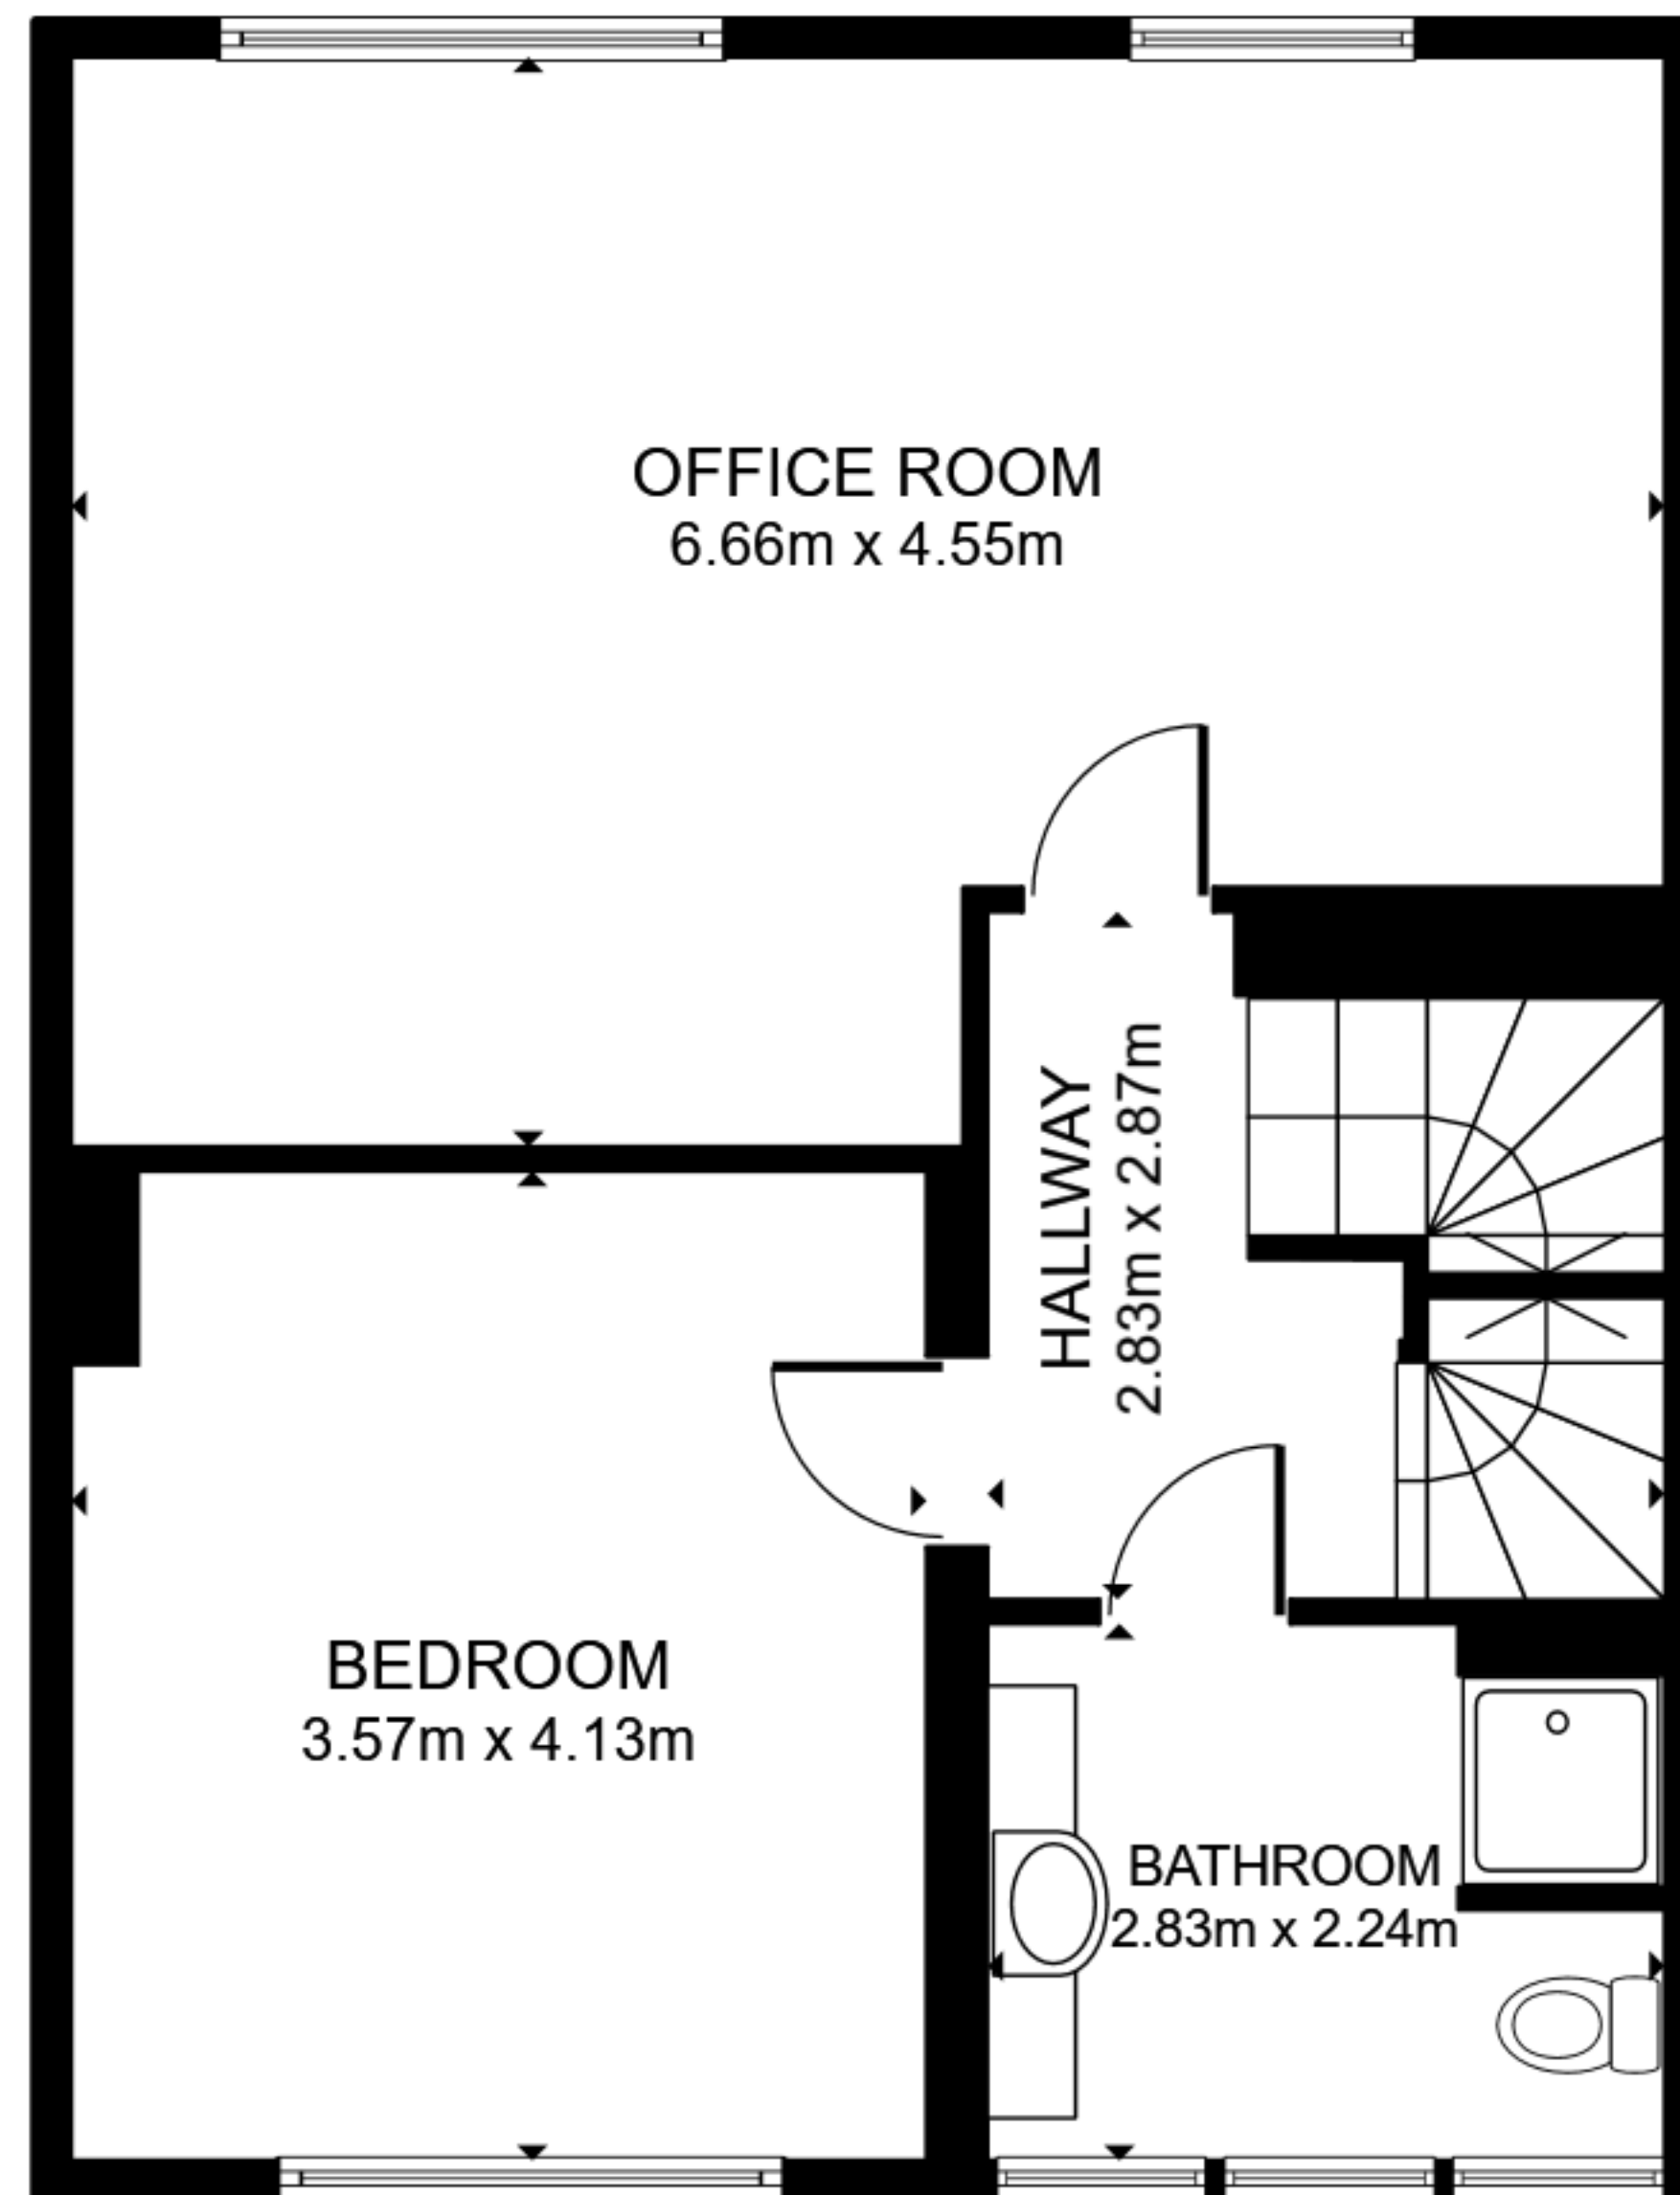 OFFICE ROOM
6.66m x 4.55m
HALLWAY
2.83m x 2.87m
BEDROOM
3.57m x 4.13m
BATHROOM
2.83m x 2.24m